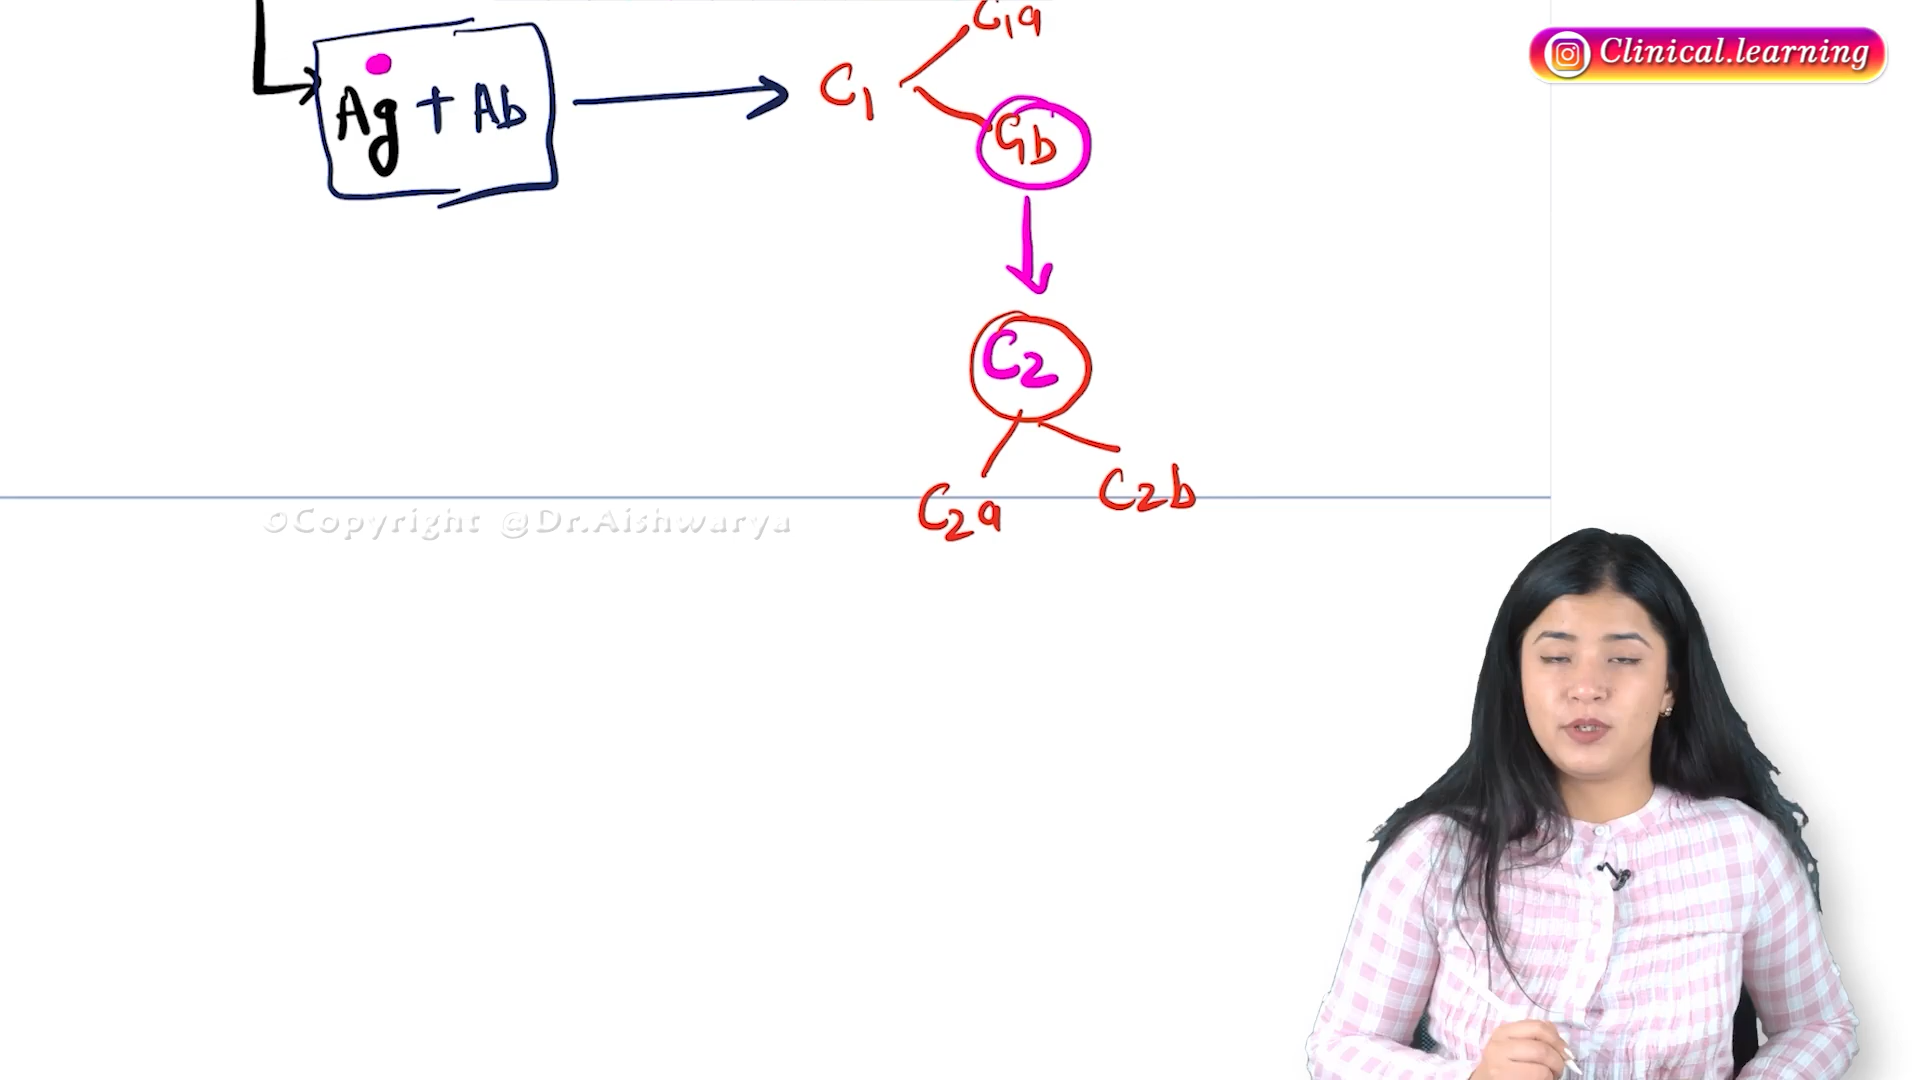 C1a
Clinical.learning
Ag + Ab
C1
C1b
C2
C2a
C2b
©Copyright @Dr.Aishwarya